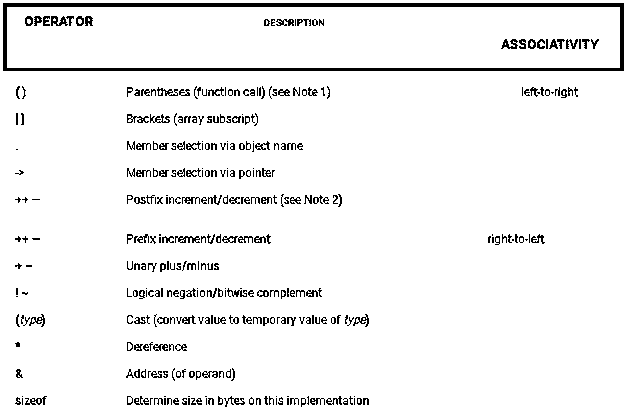 OPERATOR DESCRIPTION ASSOCIATIVITY
() Parentheses (function call) (see Note 1) left-to-right
[] Brackets (array subscript)
. Member selection via object name
-> Member selection via pointer
++ -- Postfix increment/decrement (see Note 2)
++ -- Prefix increment/decrement right-to-left
+ - Unary plus/minus
! ~ Logical negation/bitwise complement
(type) Cast (convert value to temporary value of type)
* Dereference
& Address (of operand)
sizeof Determine size in bytes on this implementation